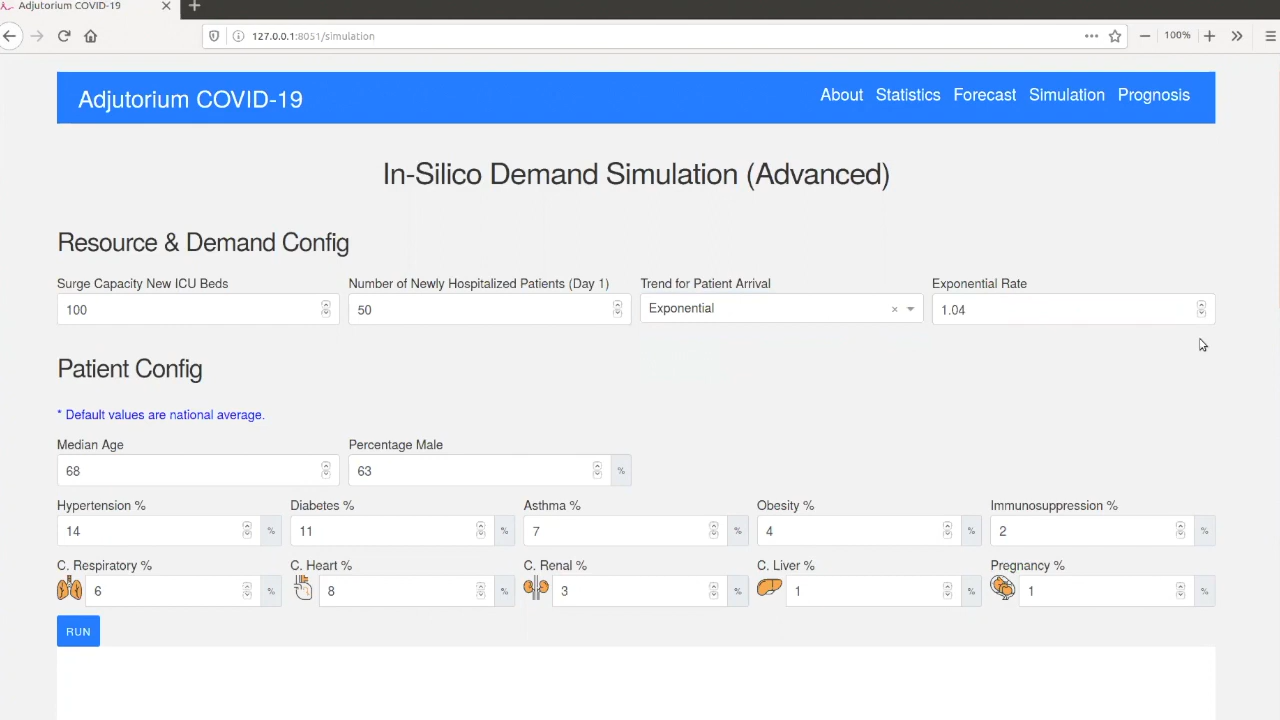 Adjutorium COVID-19
127.0.0.1:8051/simulation
100%
Adjutorium COVID-19
About Statistics Forecast Simulation Prognosis
In-Silico Demand Simulation (Advanced)
Resource & Demand Config
Surge Capacity New ICU Beds Number of Newly Hospitalized Patients (Day 1) Trend for Patient Arrival Exponential Rate
100 50 Exponential × 1.04
Patient Config
* Default values are national average.
Median Age Percentage Male
68 63 %
Hypertension % Diabetes % Asthma % Obesity % Immunosuppression %
14 % 11 % 7 % 4 % 2 %
C. Respiratory % C. Heart % C. Renal % C. Liver % Pregnancy %
6 % 8 % 3 % 1 % 1 %
RUN